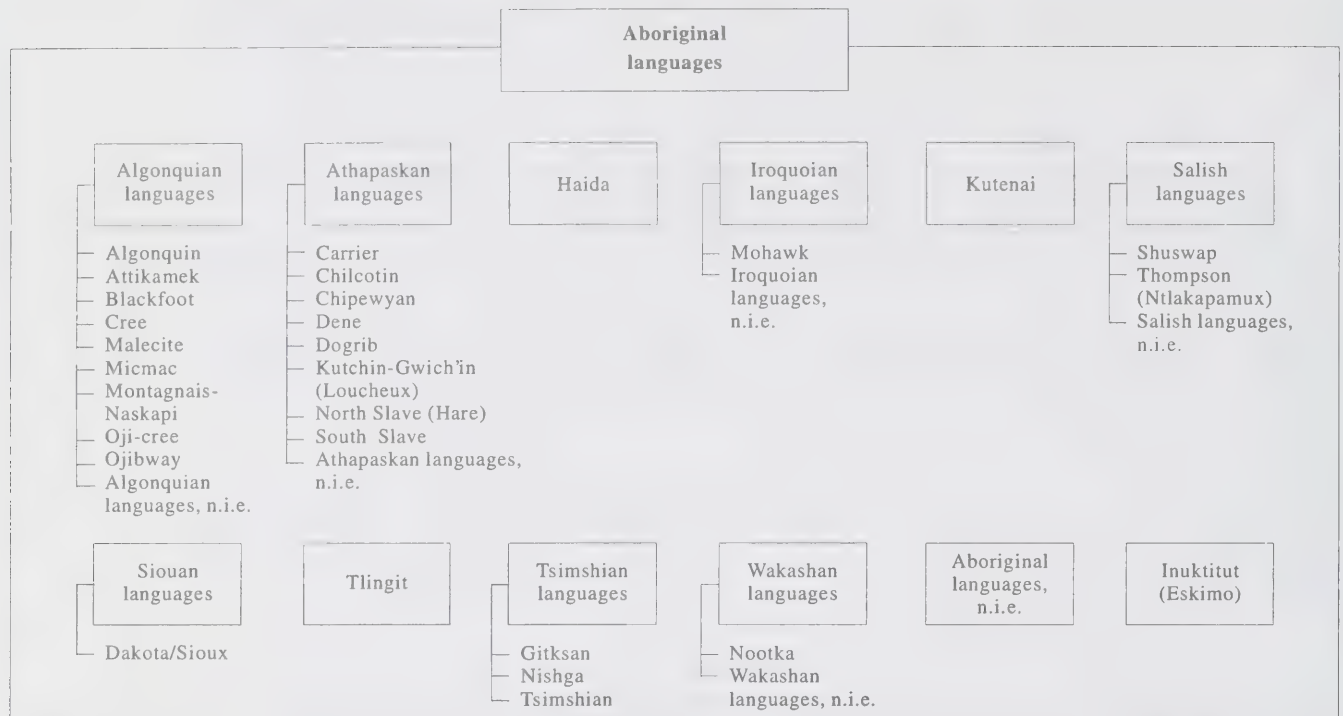 Aboriginal
languages
Algonquian
languages
Algonquin
Attikamek
Blackfoot
Cree
Malecite
Micmac
Montagnais-
Naskapi
Oji-cree
Ojibway
Algonquian
languages, n.i.e.
Athapaskan
languages
Carrier
Chilcotin
Chipewyan
Dene
Dogrib
Kutchin-Gwich'in
(Loucheux)
North Slave (Hare)
South Slave
Athapaskan languages,
n.i.e.
Haida
Iroquoian
languages
Mohawk
Iroquoian
languages,
n.i.e.
Kutenai
Salish
languages
Shuswap
Thompson
(Ntlakapamux)
Salish languages,
n.i.e.
Siouan
languages
Dakota/Sioux
Tlingit
Tsimshian
languages
Gitksan
Nishga
Tsimshian
Wakashan
languages
Nootka
Wakashan
languages, n.i.e.
Aboriginal
languages,
n.i.e.
Inuktitut
(Eskimo)